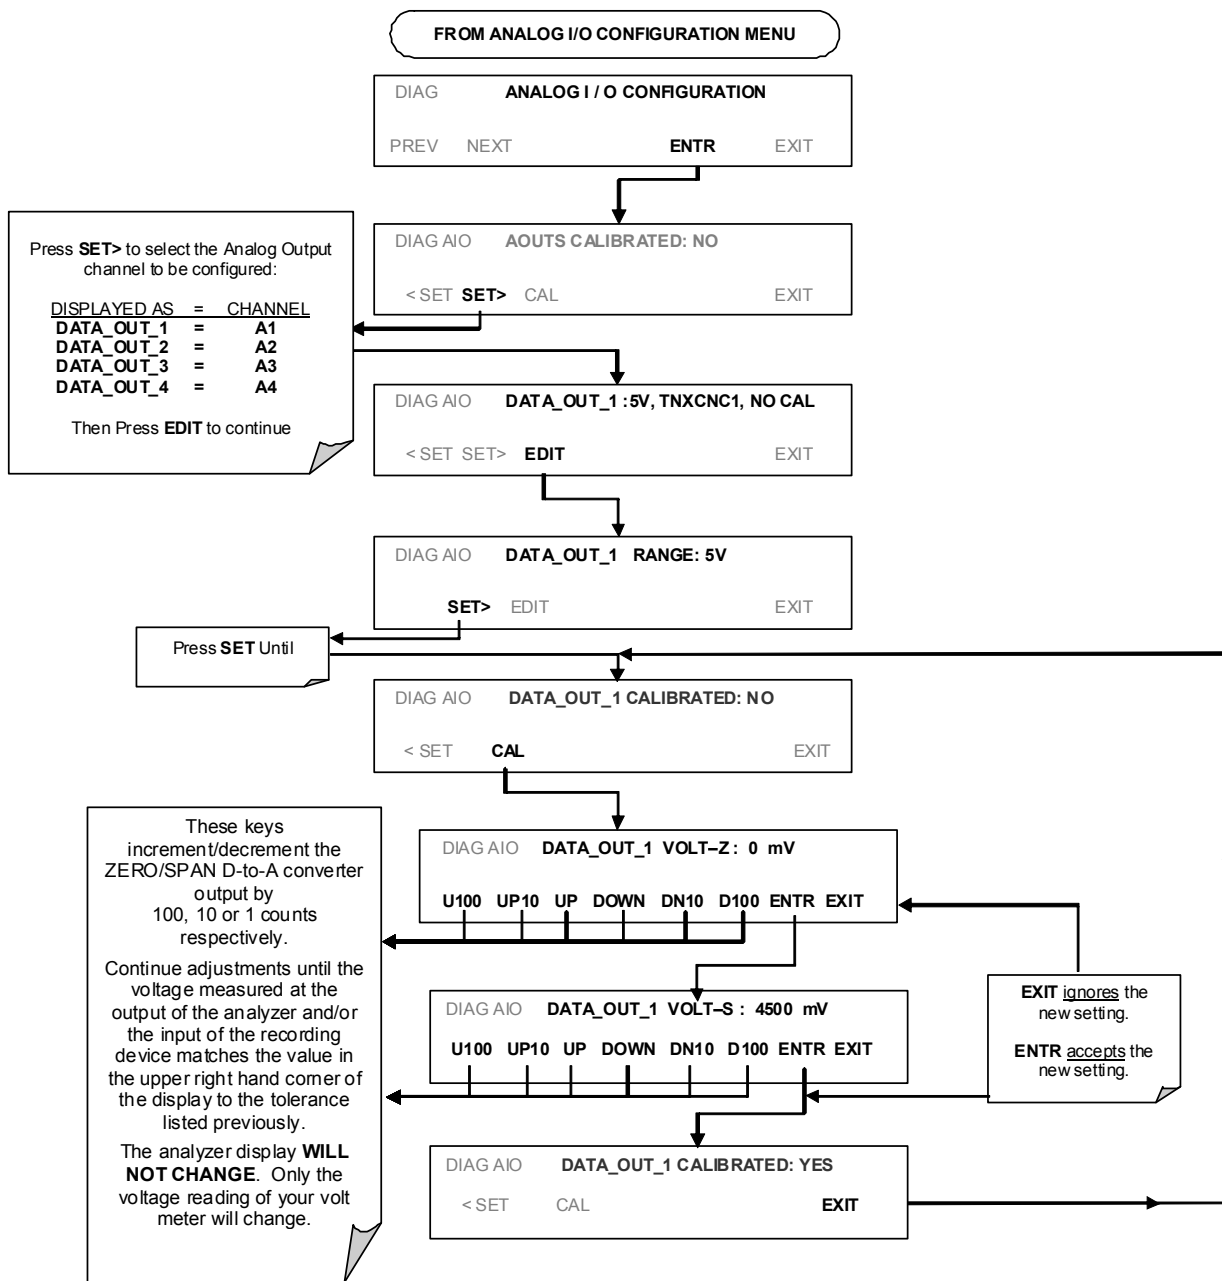 FROM ANALOG I/O CONFIGURATION MENU
DIAG ANALOG I / O CONFIGURATION
PREV NEXT ENTR EXIT
Press SET> to select the Analog Output
channel to be configured:
DISPLAYED AS = CHANNEL
DATA_OUT_1 = A1
DATA_OUT_2 = A2
DATA_OUT_3 = A3
DATA_OUT_4 = A4
Then Press EDIT to continue
DIAG AIO AOUTS CALIBRATED: NO
< SET SET> CAL EXIT
DIAG AIO DATA_OUT_1 :5V, TNXCNC1, NO CAL
< SET SET> EDIT EXIT
DIAG AIO DATA_OUT_1 RANGE: 5V
SET> EDIT EXIT
Press SET Until
DIAG AIO DATA_OUT_1 CALIBRATED: NO
< SET CAL EXIT
These keys
increment/decrement the
ZERO/SPAN D-to-A converter
output by
100, 10 or 1 counts
respectively.
Continue adjustments until the
voltage measured at the
output of the analyzer and/or
the input of the recording
device matches the value in
the upper right hand corner of
the display to the tolerance
listed previously.
The analyzer display WILL
NOT CHANGE. Only the
voltage reading of your volt
meter will change.
DIAG AIO DATA_OUT_1 VOLT–Z : 0 mV
U100 UP10 UP DOWN DN10 D100 ENTR EXIT
DIAG AIO DATA_OUT_1 VOLT–S : 4500 mV
U100 UP10 UP DOWN DN10 D100 ENTR EXIT
EXIT ignores the
new setting.
ENTR accepts the
new setting.
DIAG AIO DATA_OUT_1 CALIBRATED: YES
< SET CAL EXIT